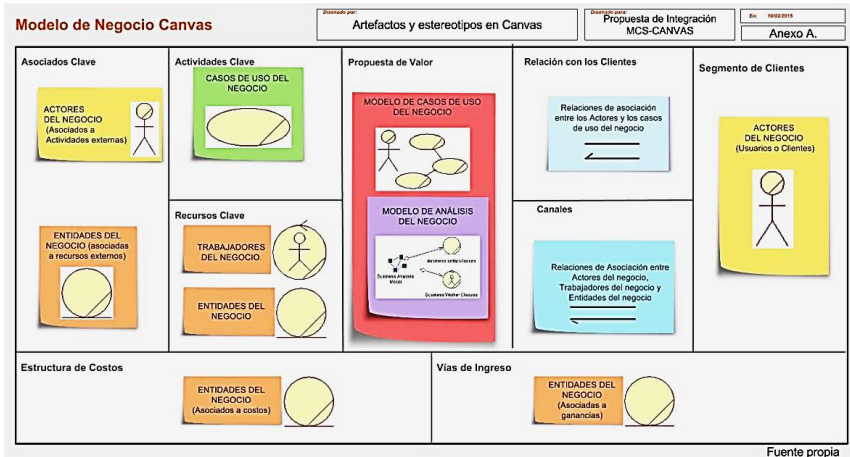 Modelo de Negocio Canvas
Diseñado por:
Artefactos y estereotipos en Canvas
Diseñado para:
Propuesta de Integración
MCS-CANVAS
En: 10/02/2015
Anexo A.
Asociados Clave
ACTORES
DEL NEGOCIO
(Asociados a
Actividades externas)
ENTIDADES DEL
NEGOCIO (asociadas
a recursos externos)
Actividades Clave
CASOS DE USO DEL
NEGOCIO
Recursos Clave
TRABAJADORES
DEL NEGOCIO
ENTIDADES DEL
NEGOCIO
Propuesta de Valor
MODELO DE CASOS DE USO
DEL NEGOCIO
MODELO DE ANÁLISIS
DEL NEGOCIO
Business Entity Classes
Business Analysis
Model
Business Worker Classes
Relación con los Clientes
Relaciones de asociación
entre los Actores y los casos
de uso del negocio
Canales
Relaciones de Asociación entre
Actores del negocio,
Trabajadores del negocio y
Entidades del negocio
Segmento de Clientes
ACTORES
DEL NEGOCIO
(Usuarios o Clientes)
Estructura de Costos
ENTIDADES DEL
NEGOCIO
(Asociados a costos)
Vías de Ingreso
ENTIDADES DEL
NEGOCIO
(Asociadas a
ganancias)
Fuente propia